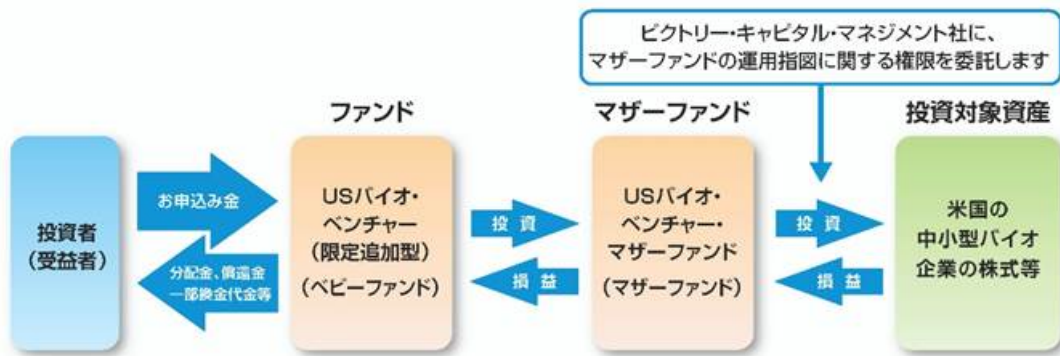 ビクトリー・キャピタル・マネジメント社に、
マザーファンドの運用指図に関する権限を委託します
ファンド
マザーファンド
投資対象資産
投資者
(受益者)
お申込み金
分配金、償還金
一部換金代金等
USバイオ・
ベンチャー
(限定追加型)
(ベビーファンド)
投資
損益
USバイオ・
ベンチャー・
マザーファンド
(マザーファンド)
投資
損益
米国の
中小型バイオ
企業の株式等